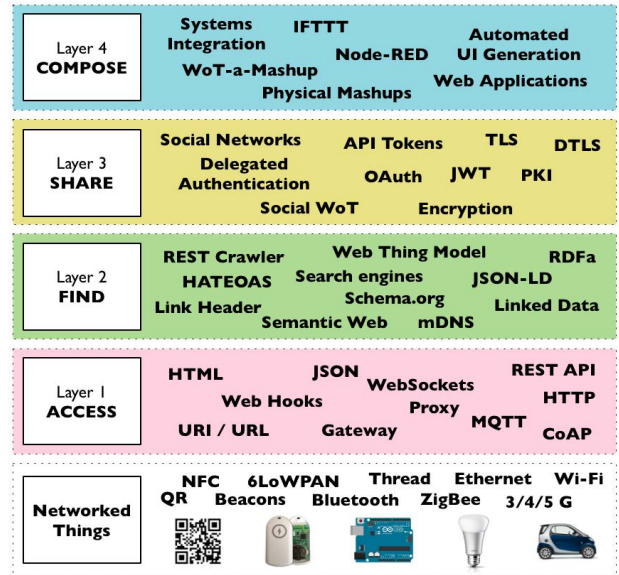 Layer 4
COMPOSE
Systems
Integration
IFTTT
Node-RED
Automated
UI Generation
WoT-a-Mashup
Physical Mashups
Web Applications
Layer 3
SHARE
Social Networks
API Tokens
TLS
DTLS
Delegated
Authentication
OAuth
JWT
PKI
Social WoT
Encryption
Layer 2
FIND
REST Crawler
Web Thing Model
RDFa
HATEOAS
Search engines
JSON-LD
Link Header
Schema.org
Linked Data
Semantic Web
mDNS
Layer 1
ACCESS
HTML
JSON
WebSockets
REST API
Web Hooks
Proxy
HTTP
URI / URL
Gateway
MQTT
CoAP
Networked
Things
NFC
6LoWPAN
Thread
Ethernet
Wi-Fi
QR
Beacons
Bluetooth
ZigBee
3/4/5 G